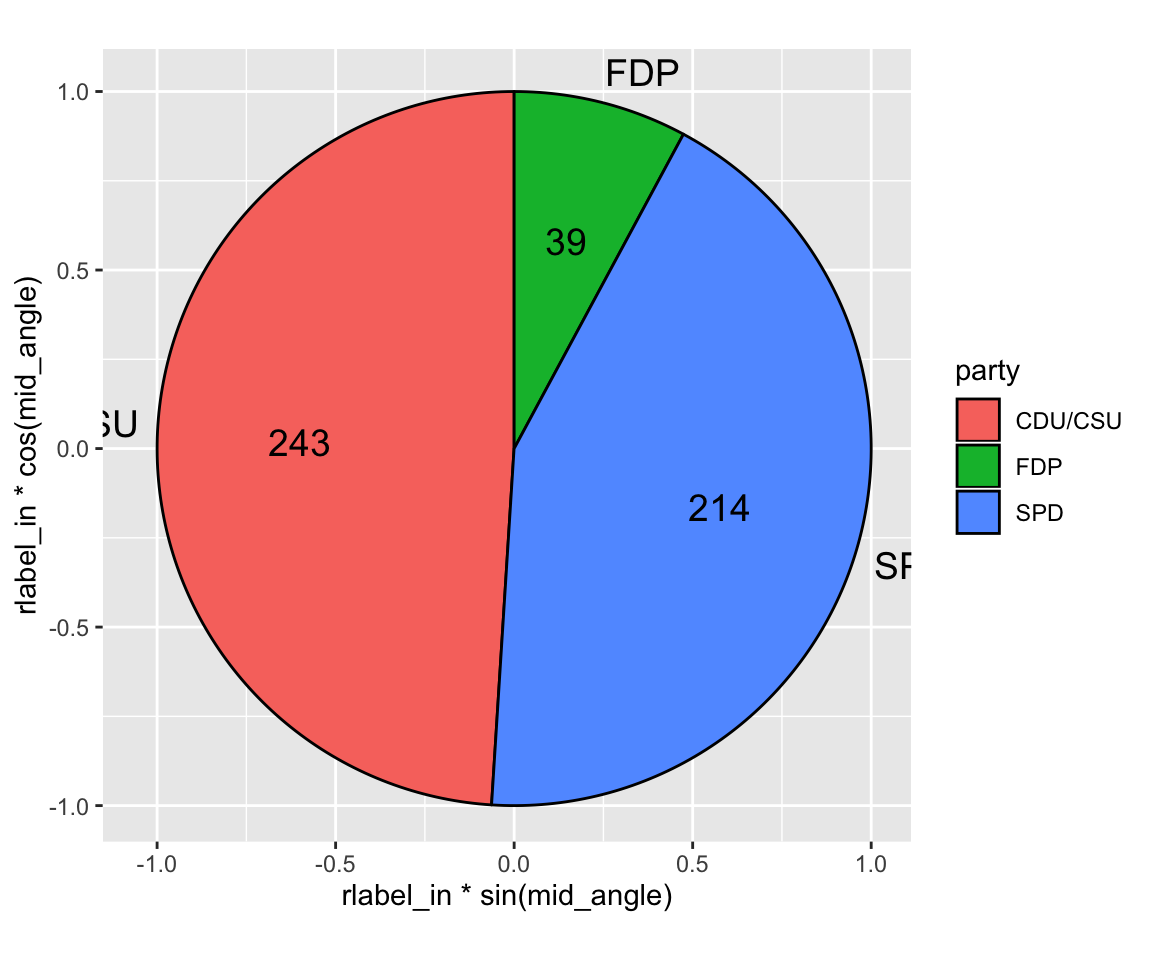 FDP
1.0
39
0.5
SU
243
0.0
214
SP
-0.5
-1.0
-1.0
-0.5
0.0
0.5
1.0
rlabel_in * sin(mid_angle)
rlabel_in * cos(mid_angle)
party
CDU/CSU
FDP
SPD